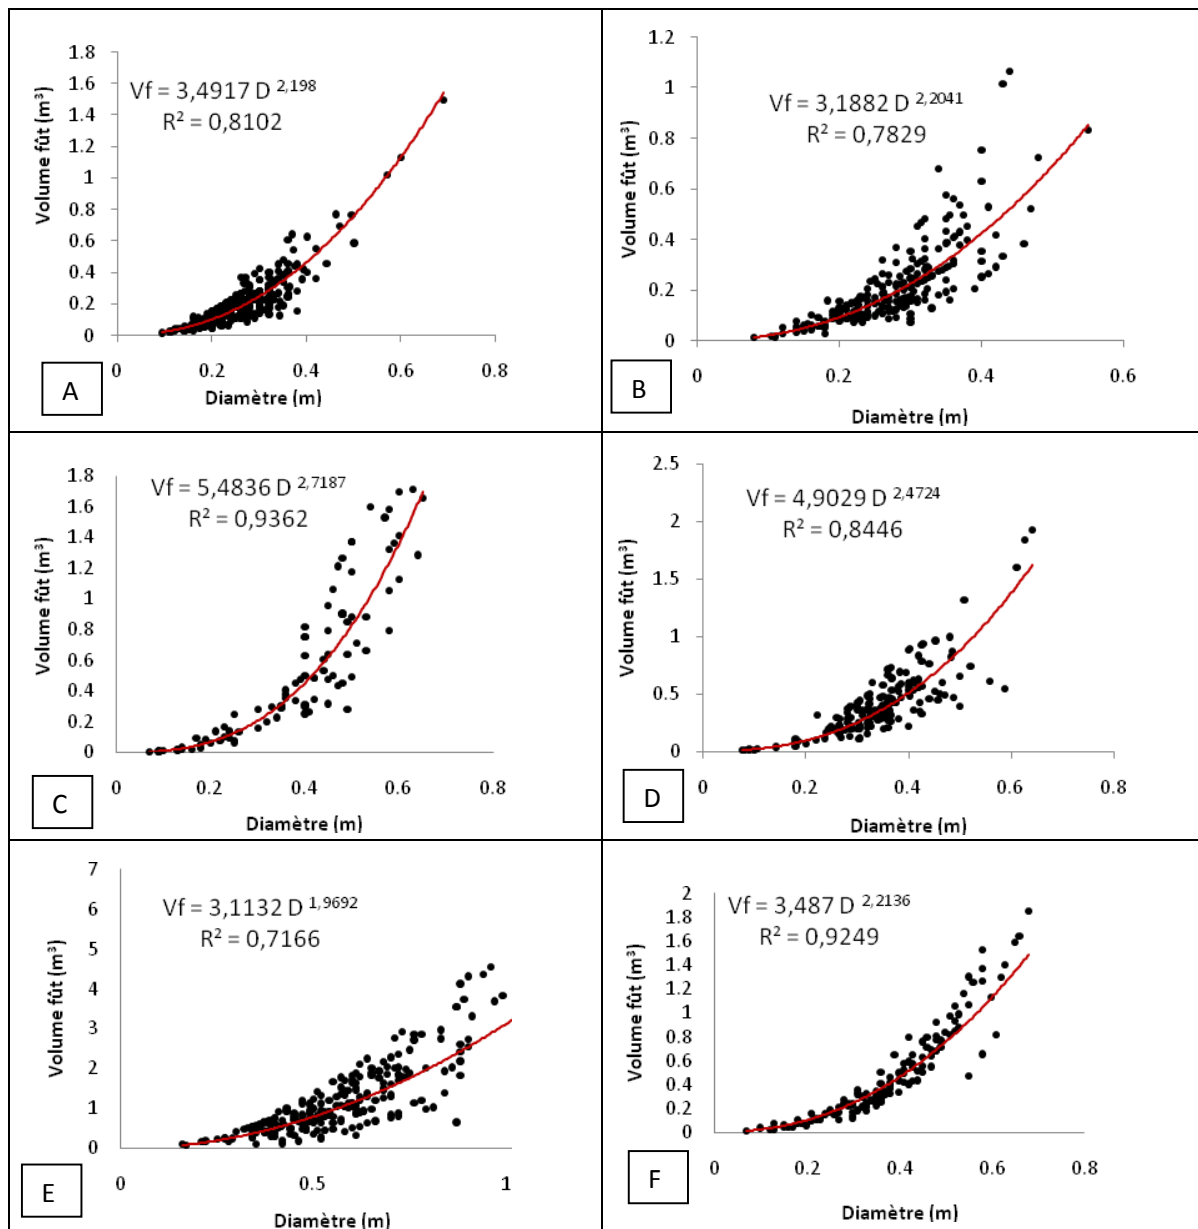 1.8
1.6
1.4
1.2
1
0.8
0.6
0.4
0.2
0
Volume fût (m³)
Vf = 3,4917 D 2,198
R² = 0,8102
0
0.2
0.4
0.6
0.8
Diamètre (m)
A
1.2
1
0.8
0.6
0.4
0.2
0
Volume fût (m³)
Vf = 3,1882 D 2,2041
R² = 0,7829
0
0.2
0.4
0.6
Diamètre (m)
B
1.8
1.6
1.4
1.2
1
0.8
0.6
0.4
0.2
0
Volume fût (m³)
Vf = 5,4836 D 2,7187
R² = 0,9362
0
0.2
0.4
0.6
0.8
Diamètre (m)
C
2.5
2
1.5
1
0.5
0
Volume fût (m³)
Vf = 4,9029 D 2,4724
R² = 0,8446
0
0.2
0.4
0.6
0.8
Diamètre (m)
D
7
6
5
4
3
2
1
0
Volume fût (m³)
Vf = 3,1132 D 1,9692
R² = 0,7166
0
0.5
1
Diamètre (m)
E
2
1.8
1.6
1.4
1.2
1
0.8
0.6
0.4
0.2
0
Volume fût (m³)
Vf = 3,487 D 2,2136
R² = 0,9249
0
0.2
0.4
0.6
0.8
Diamètre (m)
F